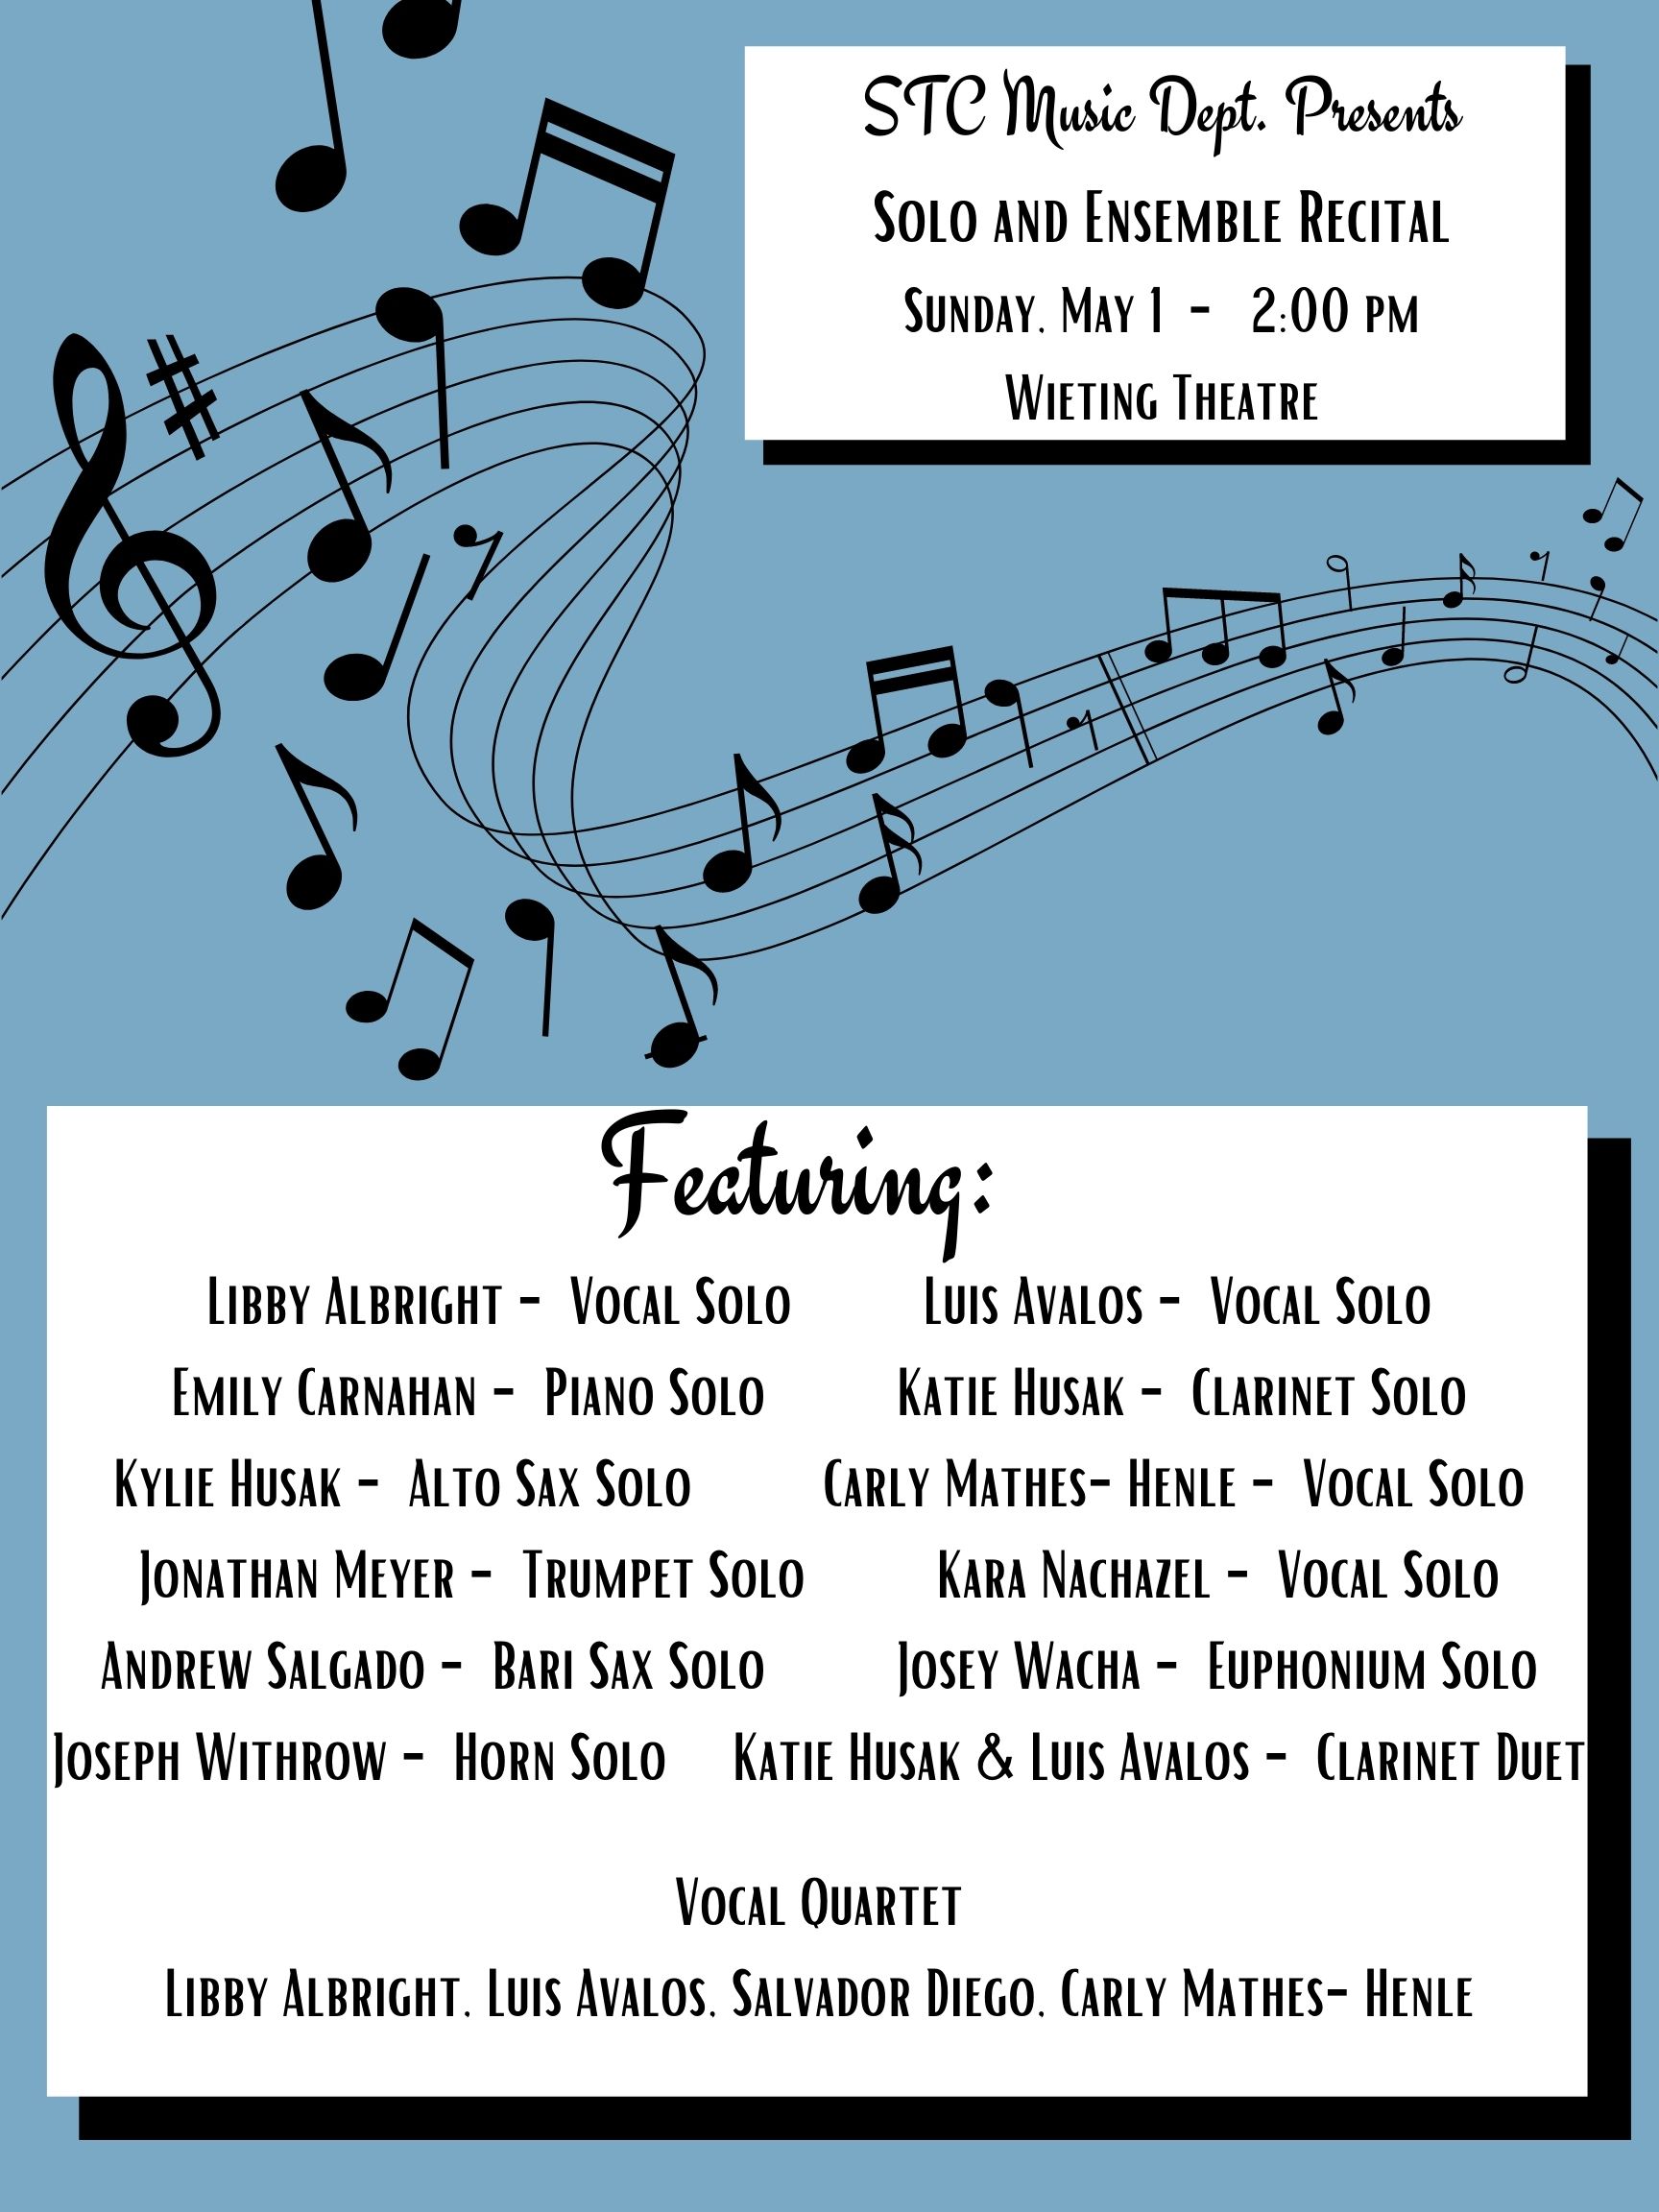 STC Music Dept. Presents
Solo and Ensemble Recital
Sunday, May 1 - 2:00 pm
Wieting Theatre
Featuring:
Libby Albright - Vocal Solo Luis Avalos - Vocal Solo
Emily Carnahan - Piano Solo Katie Husak - Clarinet Solo
Kylie Husak - Alto Sax Solo Carly Mathes- Henle - Vocal Solo
Jonathan Meyer - Trumpet Solo Kara Nachazel - Vocal Solo
Andrew Salgado - Bari Sax Solo Josey Wacha - Euphonium Solo
Joseph Withrow - Horn Solo Katie Husak & Luis Avalos - Clarinet Duet
Vocal Quartet
Libby Albright, Luis Avalos, Salvador Diego, Carly Mathes- Henle